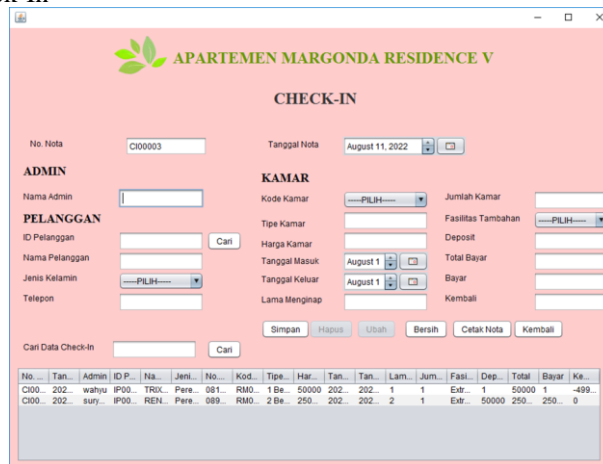 APARTEMEN MARGONDA RESIDENCE V
CHECK-IN
No. Nota CI00003 Tanggal Nota August 11, 2022
ADMIN
KAMAR
Nama Admin
Kode Kamar -----PILIH----- Jumlah Kamar
PELANGGAN
Tipe Kamar Fasilitas Tambahan -----PILIH-----
ID Pelanggan Cari Harga Kamar Deposit
Nama Pelanggan Tanggal Masuk August 1 Total Bayar
Jenis Kelamin -----PILIH----- Tanggal Keluar August 1 Bayar
Telepon Lama Menginap Kembali
Simpan Hapus Ubah Bersih Cetak Nota Kembali
Cari Data Check-In Cari
No. ... Tan... Admin ID P... Na... Jeni... No.... Kod... Tipe... Har... Tan... Tan... Lam... Jum... Fasi... Dep... Total Bayar Ke...
CI00... 202... wahyu IP00... TRIX... Pere... 081... RM0... 1 Be... 50000 202... 202... 1 1 Extr... 1 50000 1 -499...
CI00... 202... sury... IP00... REN... Pere... 089... RM0... 2 Be... 250... 202... 202... 2 1 Extr... 50000 250... 250... 0